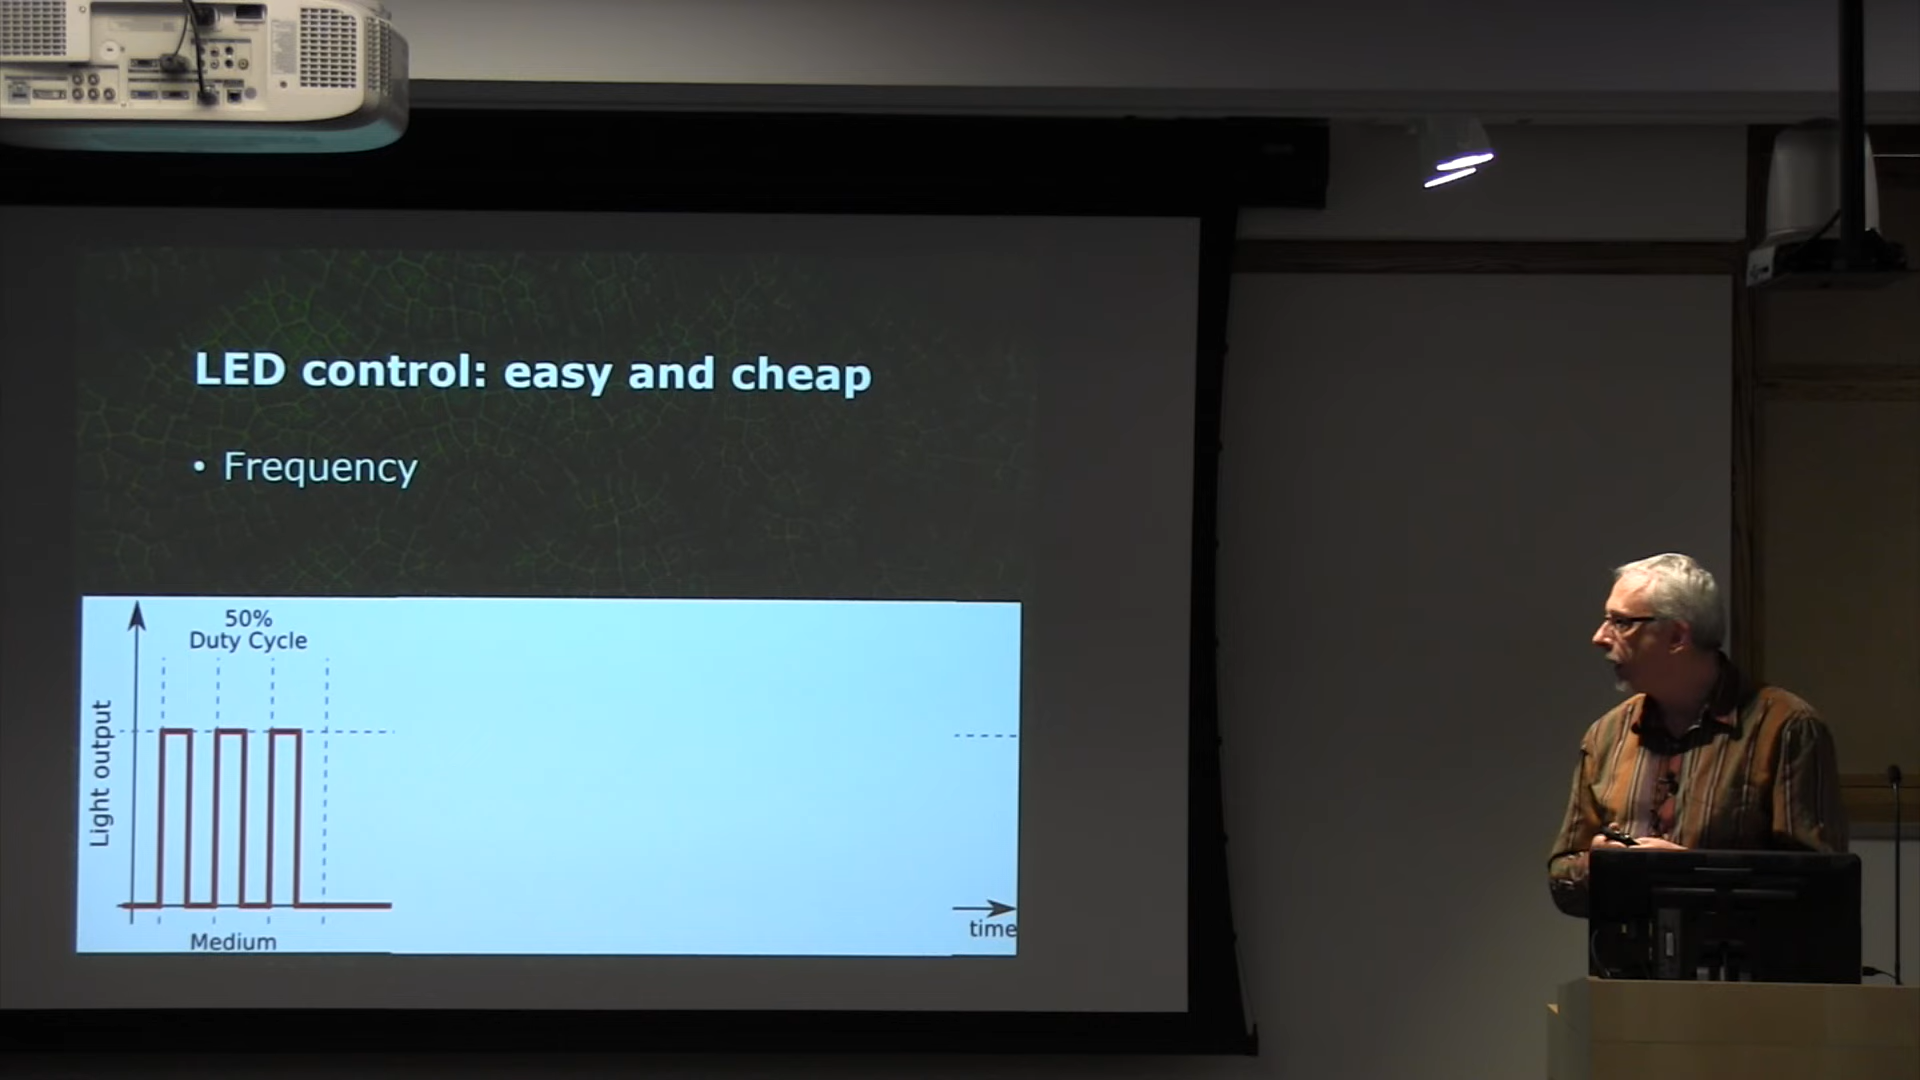 LED control: easy and cheap
• Frequency
50%
Duty Cycle
Light output
time
Medium